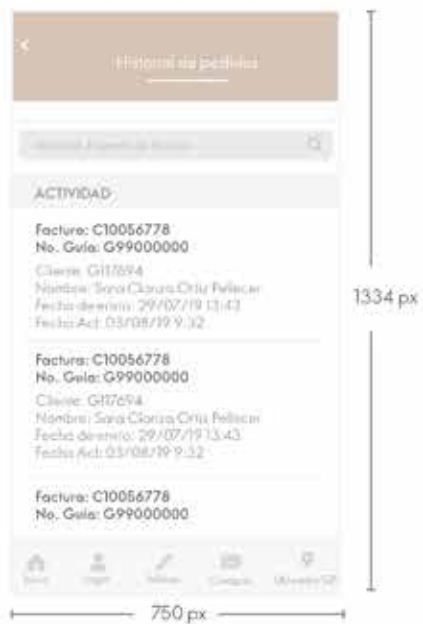 Historial de pedidos
ACTIVIDAD
Factura: C10056778
No. Guía: G99000000
Cliente: G117694
Nombre: Sara Clariza Ortiz Pellecer
Fecha de envío: 29/07/19 13:43
Fecha Act: 03/08/19 9:32
Factura: C10056778
No. Guía: G99000000
Cliente: G117694
Nombre: Sara Clariza Ortiz Pellecer
Fecha de envío: 29/07/19 13:43
Fecha Act: 03/08/19 9:32
Factura: C10056778
No. Guía: G99000000
1334 px
750 px